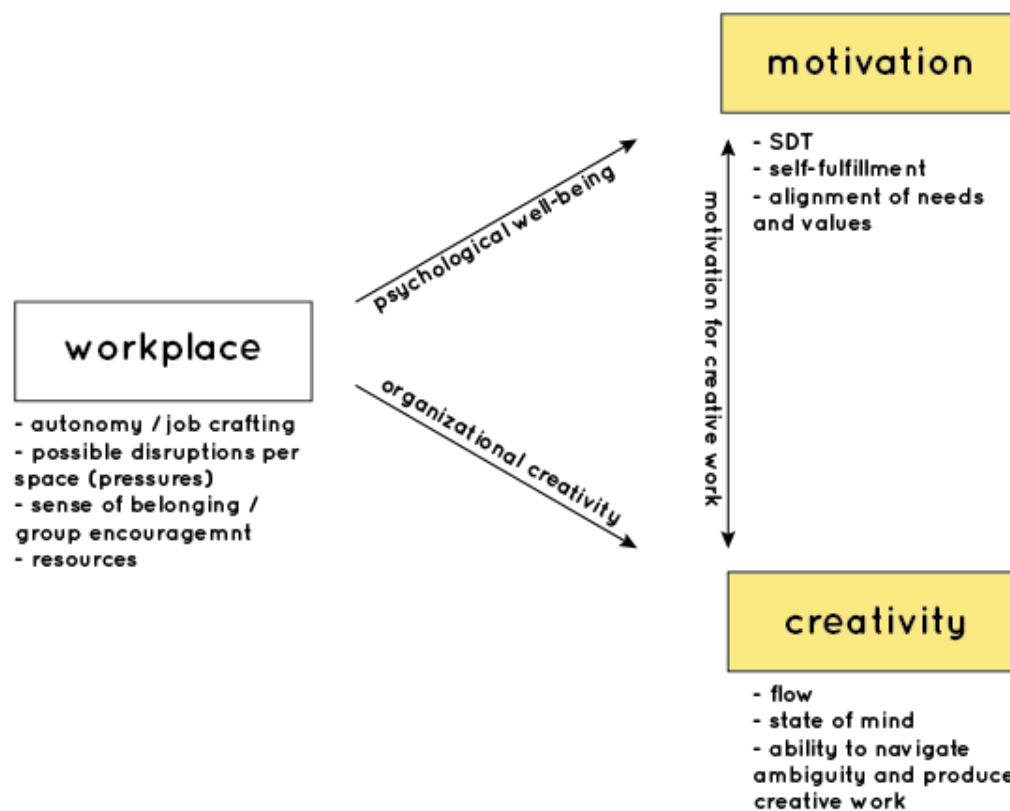 motivation
- SDT
- self-fulfillment
- alignment of needs
and values
psychological well-being
motivation for creative work
workplace
- autonomy / job crafting
- possible disruptions per
space (pressures)
- sense of belonging /
group encouragemnt
- resources
organizational creativity
creativity
- flow
- state of mind
- ability to navigate
ambiguity and produce
creative work